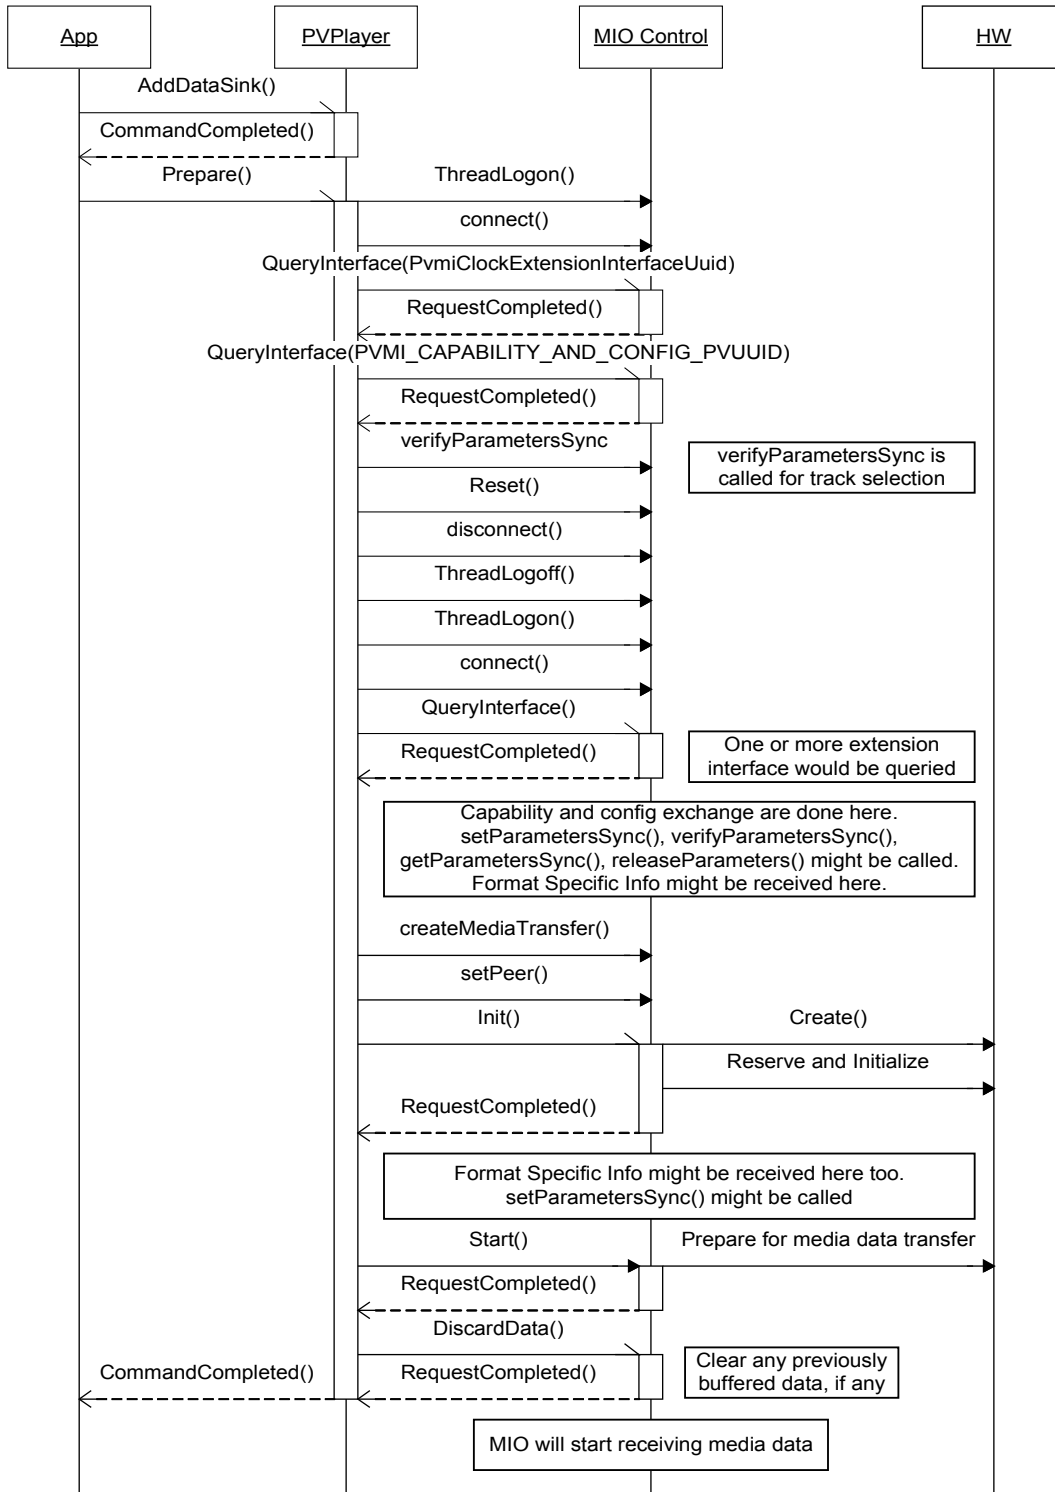 App
PVPlayer
MIO Control
HW
AddDataSink()
CommandCompleted()
Prepare()
ThreadLogon()
connect()
QueryInterface(PvmiClockExtensionInterfaceUuid)
RequestCompleted()
QueryInterface(PVMI_CAPABILITY_AND_CONFIG_PVUUID)
RequestCompleted()
verifyParametersSync
verifyParametersSync is
called for track selection
Reset()
disconnect()
ThreadLogoff()
ThreadLogon()
connect()
QueryInterface()
RequestCompleted()
One or more extension
interface would be queried
Capability and config exchange are done here.
setParametersSync(), verifyParametersSync(),
getParametersSync(), releaseParameters() might be called.
Format Specific Info might be received here.
createMediaTransfer()
setPeer()
Init()
Create()
Reserve and Initialize
RequestCompleted()
Format Specific Info might be received here too.
setParametersSync() might be called
Start()
Prepare for media data transfer
RequestCompleted()
DiscardData()
CommandCompleted()
RequestCompleted()
Clear any previously
buffered data, if any
MIO will start receiving media data